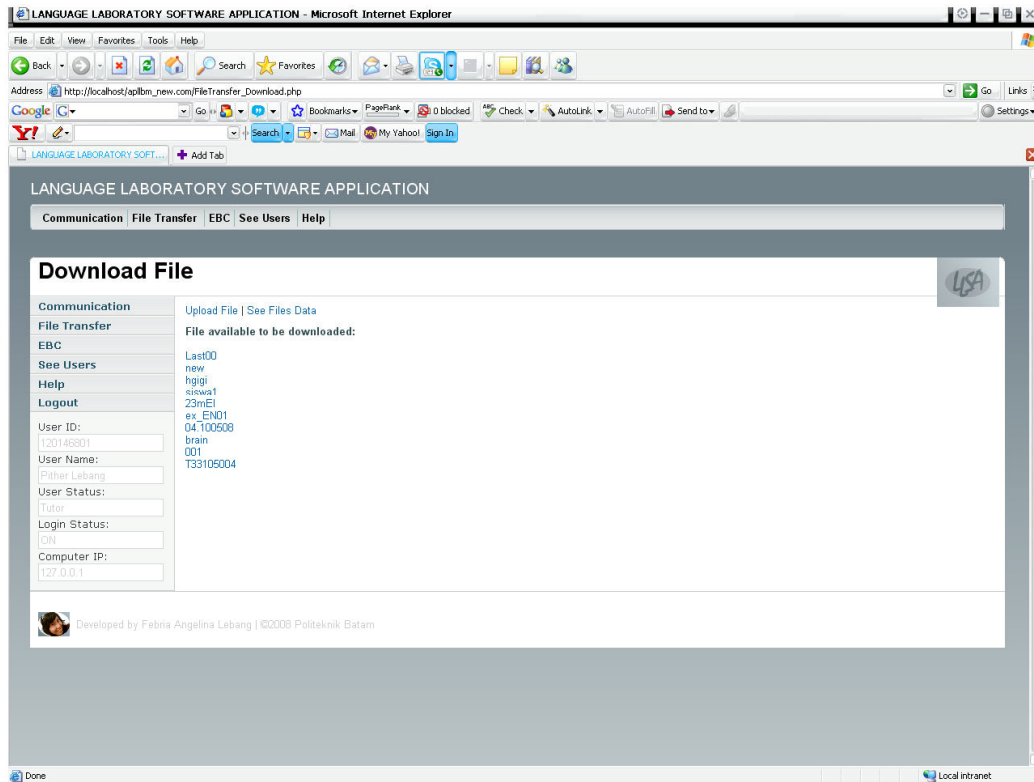 LANGUAGE LABORATORY SOFTWARE APPLICATION - Microsoft Internet Explorer
File Edit View Favorites Tools Help
Back Search Favorites
Address http://localhost/apllbm_new.com/FileTransfer_Download.php Go Links
Google G Go Bookmarks PageRank 0 blocked ABC Check AutoLink AutoFill Send to Settings
Y! Search Mail My Yahoo! Sign In
LANGUAGE LABORATORY SOFT... Add Tab
LANGUAGE LABORATORY SOFTWARE APPLICATION
Communication File Transfer EBC See Users Help
Download File
LLSA
Communication
File Transfer
EBC
See Users
Help
Logout
User ID:
120146801
User Name:
Pither Lebang
User Status:
Tutor
Login Status:
ON
Computer IP:
127.0.0.1
Upload File | See Files Data
File available to be downloaded:
Last00
new
hgigi
siswa1
23mEI
ex_EN01
04.100508
brain
001
T33105004
Developed by Febria Angelina Lebang | ©2008 Politeknik Batam
Done Local intranet